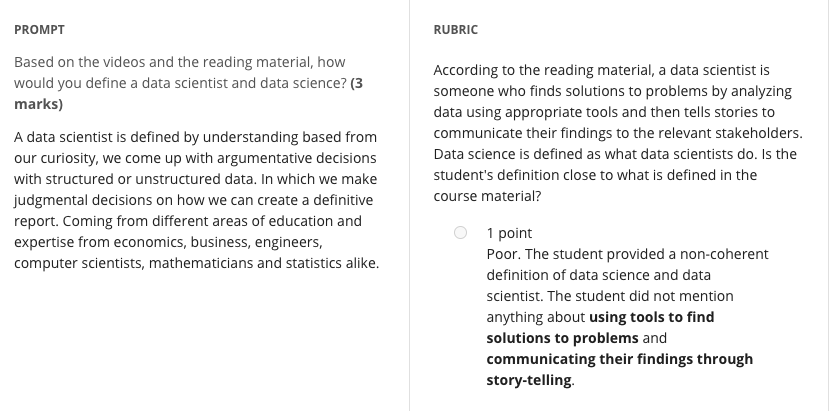 PROMPT
Based on the videos and the reading material, how
would you define a data scientist and data science? (3
marks)
A data scientist is defined by understanding based from
our curiosity, we come up with argumentative decisions
with structured or unstructured data. In which we make
judgmental decisions on how we can create a definitive
report. Coming from different areas of education and
expertise from economics, business, engineers,
computer scientists, mathematicians and statistics alike.
RUBRIC
According to the reading material, a data scientist is
someone who finds solutions to problems by analyzing
data using appropriate tools and then tells stories to
communicate their findings to the relevant stakeholders.
Data science is defined as what data scientists do. Is the
student's definition close to what is defined in the
course material?
1 point
Poor. The student provided a non-coherent
definition of data science and data
scientist. The student did not mention
anything about using tools to find
solutions to problems and
communicating their findings through
story-telling.